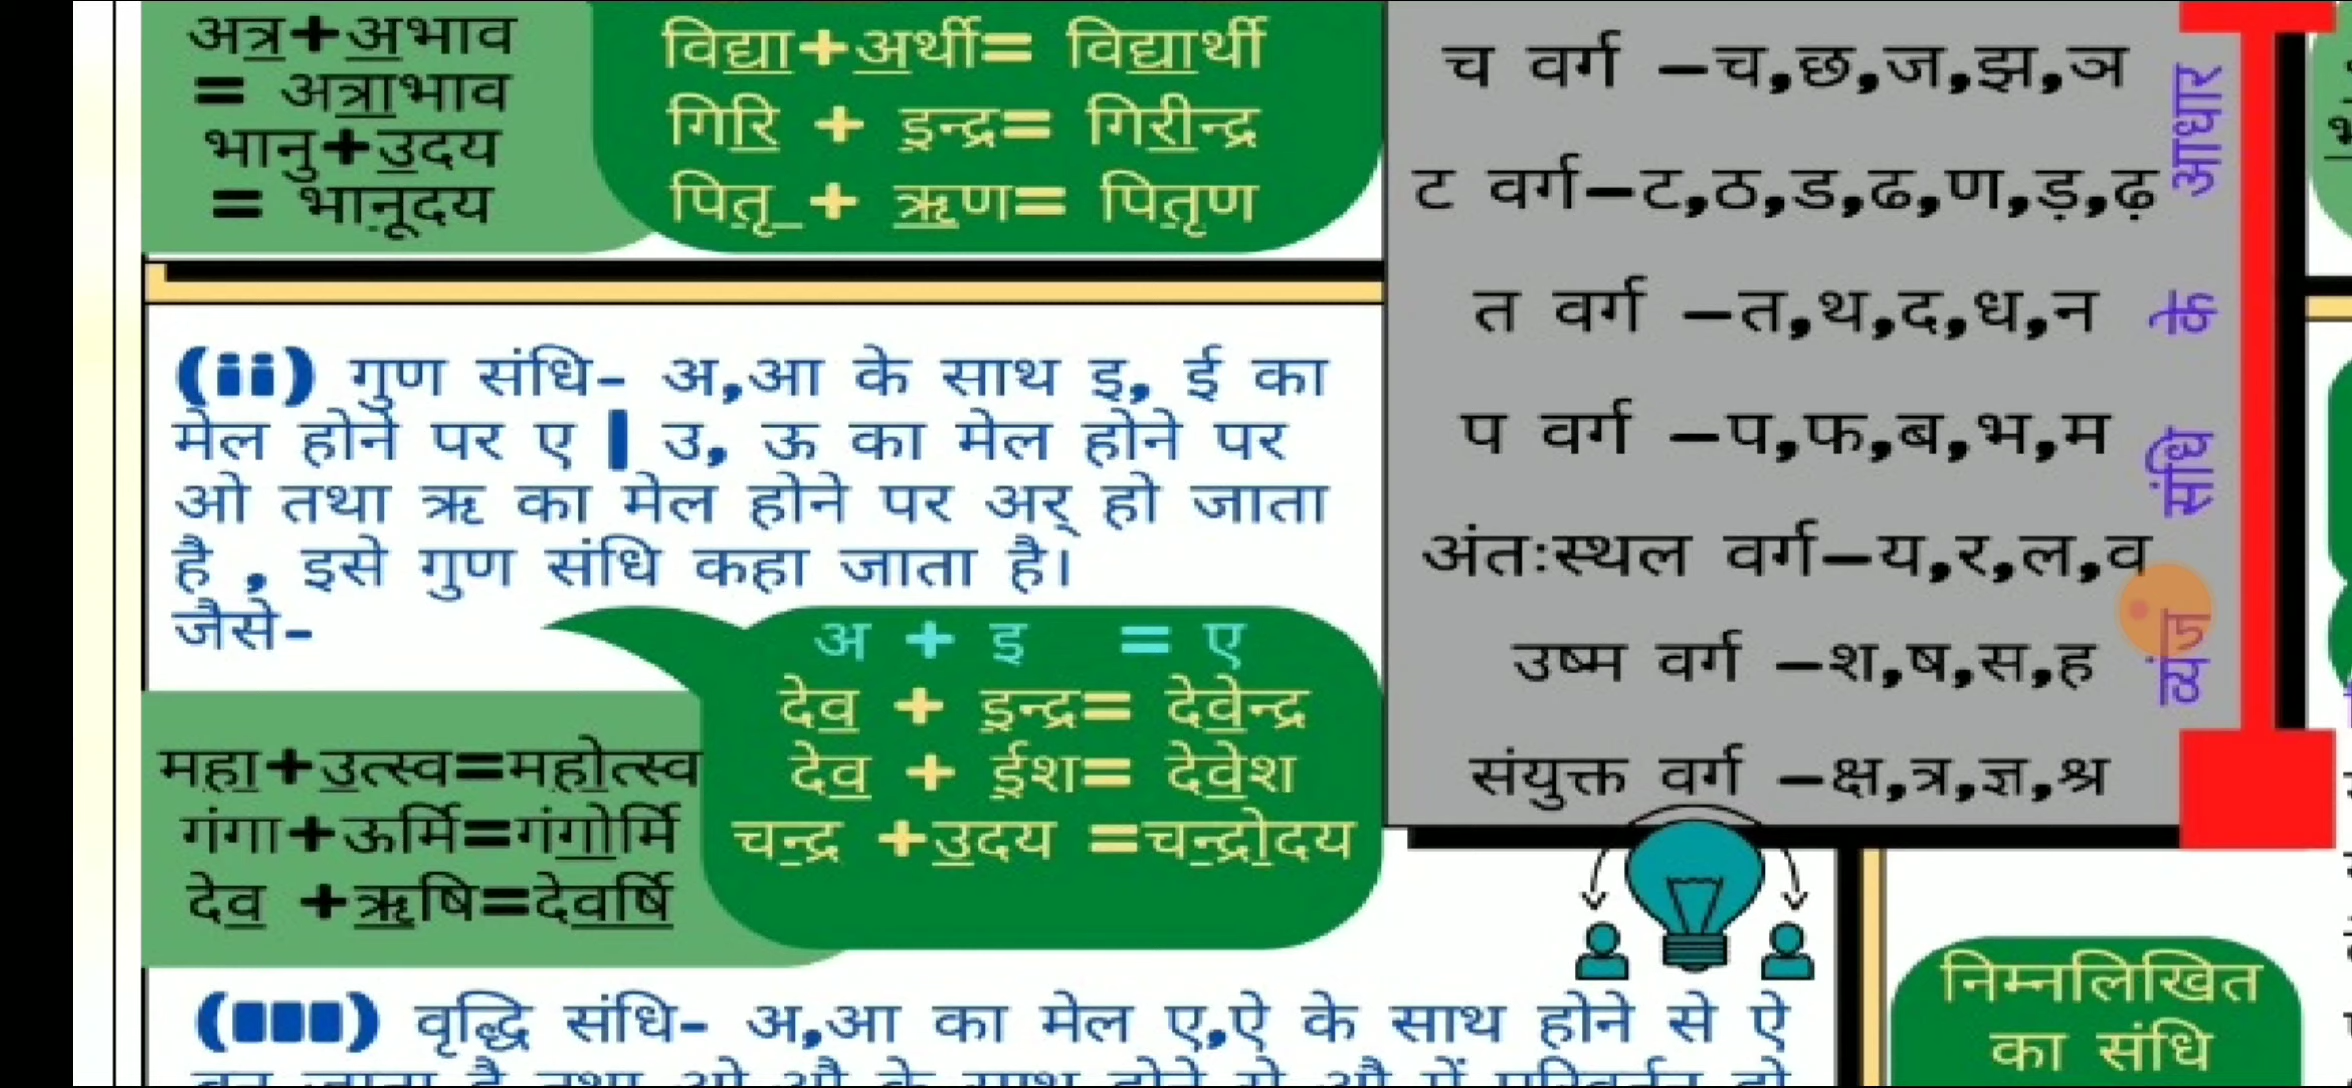 अत्र+अभाव
= अत्राभाव
भानु+उदय
= भानूदय
विद्या+अर्थी= विद्यार्थी
गिरि + इन्द्र= गिरीन्द्र
पितृ + ऋण= पितृण
(ii) गुण संधि- अ,आ के साथ इ, ई का
मेल होने पर ए | उ, ऊ का मेल होने पर
ओ तथा ऋ का मेल होने पर अर् हो जाता
है , इसे गुण संधि कहा जाता है।
जैसे-
अ + इ = ए
देव + इन्द्र= देवेन्द्र
देव + ईश= देवेश
चन्द्र +उदय =चन्द्रोदय
महा+उत्स्व=महोत्स्व
गंगा+ऊर्मि=गंगोर्मि
देव +ऋषि=देवर्षि
(iii) वृद्धि संधि- अ,आ का मेल ए,ऐ के साथ होने से ऐ
च वर्ग –च,छ,ज,झ,ञ
ट वर्ग–ट,ठ,ड,ढ,ण,ड़,ढ़
त वर्ग –त,थ,द,ध,न
प वर्ग –प,फ,ब,भ,म
अंतःस्थल वर्ग–य,र,ल,व
उष्म वर्ग –श,ष,स,ह
संयुक्त वर्ग –क्ष,त्र,ज्ञ,श्र
संधि के आधार
निम्नलिखित
का संधि